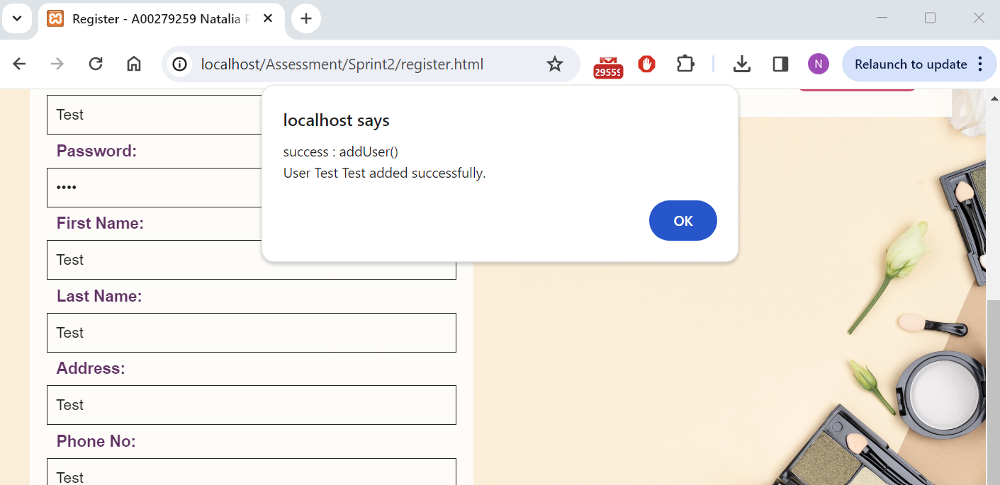 Register - A00279259 Natalia
localhost/Assessment/Sprint2/register.html
29559
N
Relaunch to update
localhost says
success : addUser()
User Test Test added successfully.
OK
Test
Password:
••••
First Name:
Test
Last Name:
Test
Address:
Test
Phone No:
Test